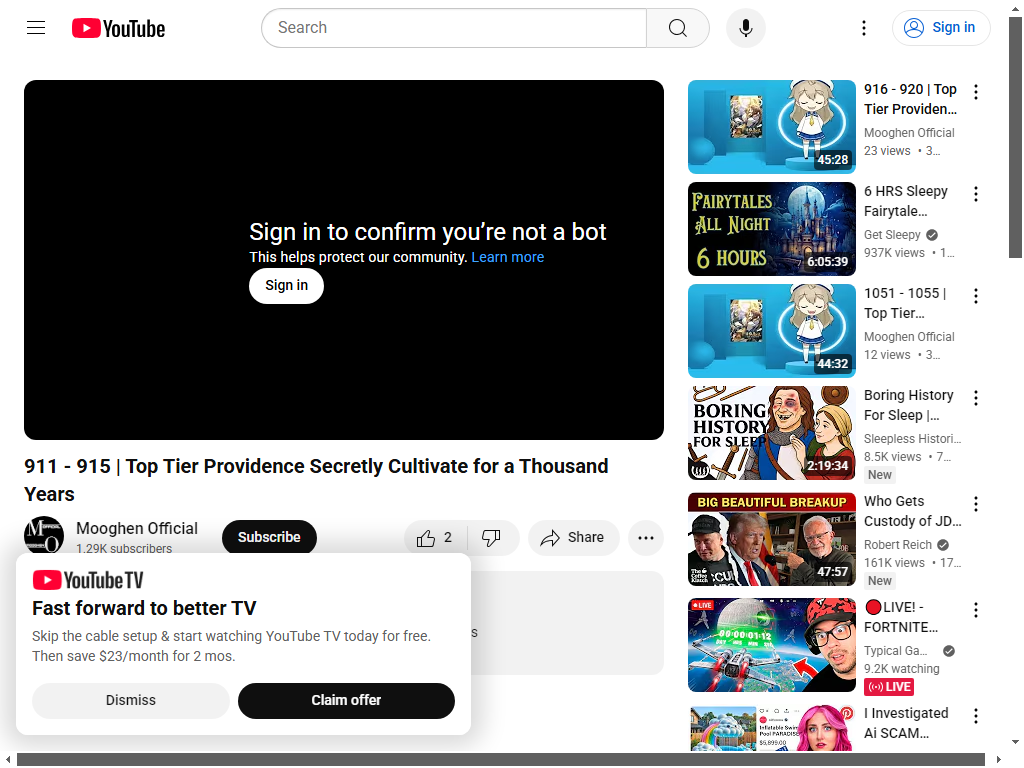 YouTube
Search
Sign in
Sign in to confirm you’re not a bot
This helps protect our community. Learn more
Sign in
911 - 915 | Top Tier Providence Secretly Cultivate for a Thousand
Years
Mooghen Official
1.29K subscribers
Subscribe
2
Share
s
YouTube TV
Fast forward to better TV
Skip the cable setup & start watching YouTube TV today for free.
Then save $23/month for 2 mos.
Dismiss
Claim offer
45:28
916 - 920 | Top
Tier Providen…
Mooghen Official
23 views • 3…
FAIRYTALES
ALL NIGHT
6 HOURS
6:05:39
6 HRS Sleepy
Fairytale…
Get Sleepy
937K views • 1…
44:32
1051 - 1055 |
Top Tier…
Mooghen Official
12 views • 3…
BORING
HISTORY
FOR SLEEP
2:19:34
Boring History
For Sleep |…
Sleepless Histori…
8.5K views • 7…
New
BIG BEAUTIFUL BREAKUP
The
Coffee
Klatch
47:57
Who Gets
Custody of JD…
Robert Reich
161K views • 17…
New
LIVE
00:00:01:12
🔴LIVE! -
FORTNITE…
Typical Ga…
9.2K watching
LIVE
Inflatable Swim
Pool PARADISE
$5,699.00
I Investigated
Ai SCAM…